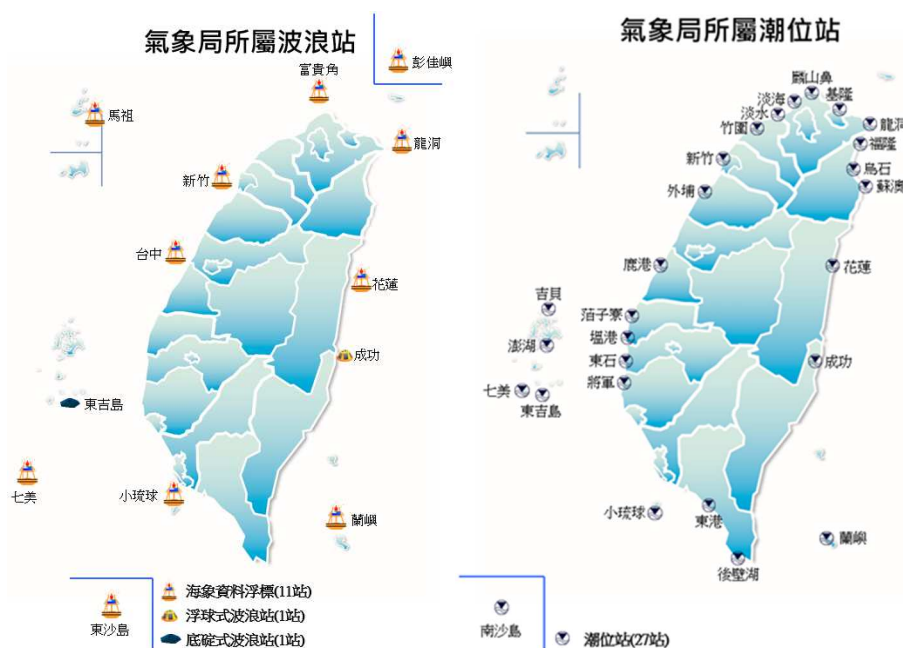 氣象局所屬波浪站
彭佳嶼
富貴角
馬祖
龍洞
新竹
台中
花蓮
成功
東吉島
七美
小琉球
蘭嶼
東沙島
海象資料浮標(11站)
浮球式波浪站(1站)
底碇式波浪站(1站)
氣象局所屬潮位站
麟山鼻
淡海
基隆
淡水
竹圍
龍洞
福隆
新竹
烏石
蘇澳
外埔
鹿港
花蓮
吉貝
箔子寮
澎湖
塭港
東石
成功
將軍
七美
東吉島
小琉球
東港
蘭嶼
後壁湖
南沙島
潮位站(27站)